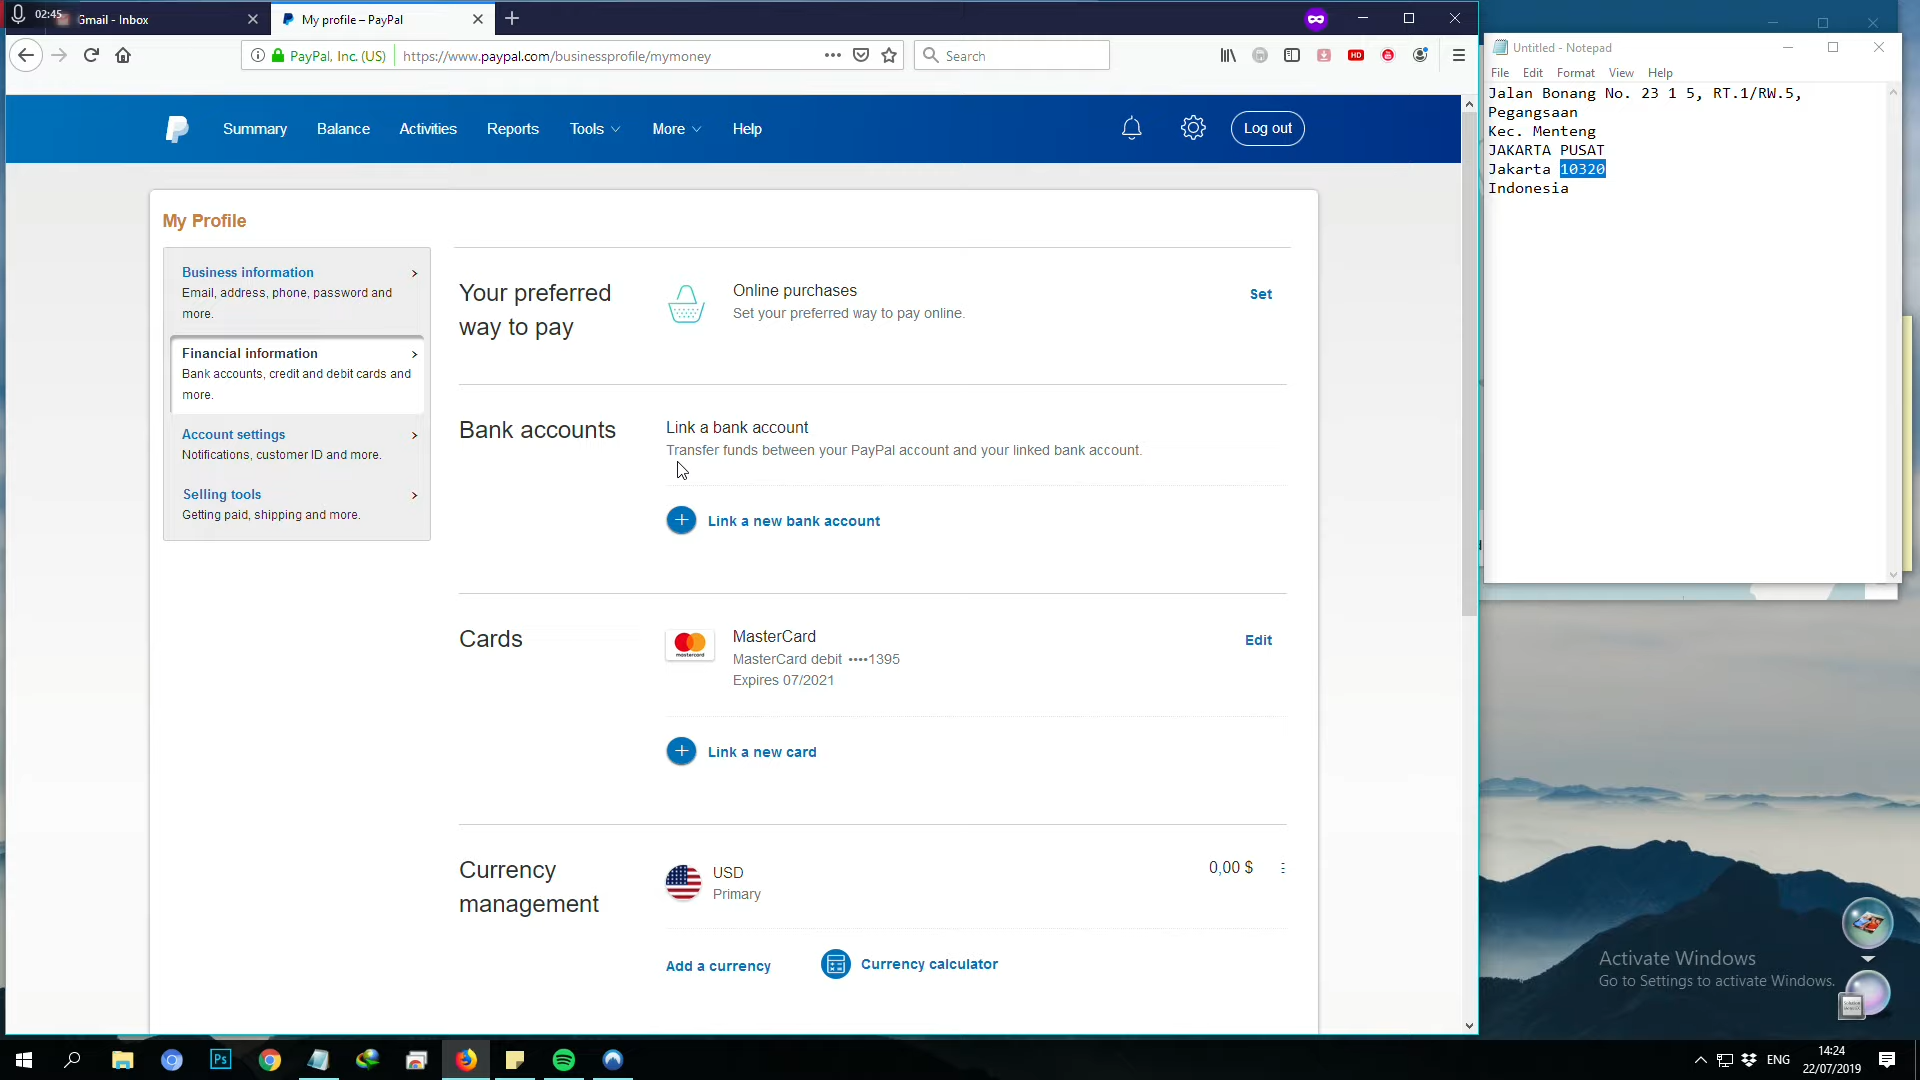 02:45
Gmail - Inbox
My profile – PayPal
PayPal, Inc. (US)
https://www.paypal.com/businessprofile/mymoney
Search
HD
Summary
Balance
Activities
Reports
Tools
More
Help
Log out
My Profile
Business information
Email, address, phone, password and
more.
Financial information
Bank accounts, credit and debit cards and
more.
Account settings
Notifications, customer ID and more.
Selling tools
Getting paid, shipping and more.
Your preferred
way to pay
Online purchases
Set your preferred way to pay online.
Set
Bank accounts
Link a bank account
Transfer funds between your PayPal account and your linked bank account.
Link a new bank account
Cards
mastercard
MasterCard
MasterCard debit ••••1395
Expires 07/2021
Edit
Link a new card
Currency
management
USD
Primary
0,00 $
Add a currency
Currency calculator
Untitled - Notepad
File Edit Format View Help
Jalan Bonang No. 23 1 5, RT.1/RW.5,
Pegangsaan
Kec. Menteng
JAKARTA PUSAT
Jakarta 10320
Indonesia
Activate Windows
Go to Settings to activate Windows.
Ps
ENG
14:24
22/07/2019